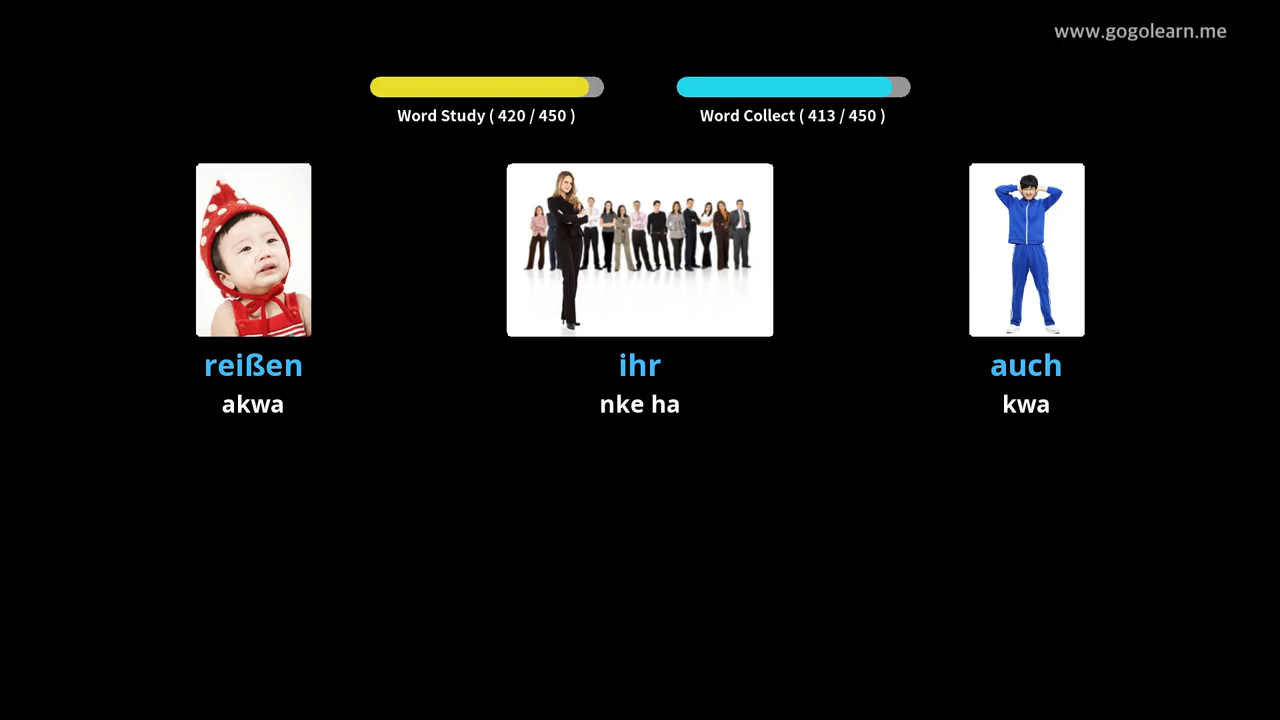 www.gogolearn.me
Word Study ( 420 / 450 )
Word Collect ( 413 / 450 )
reißen
ihr
auch
akwa
nke ha
kwa